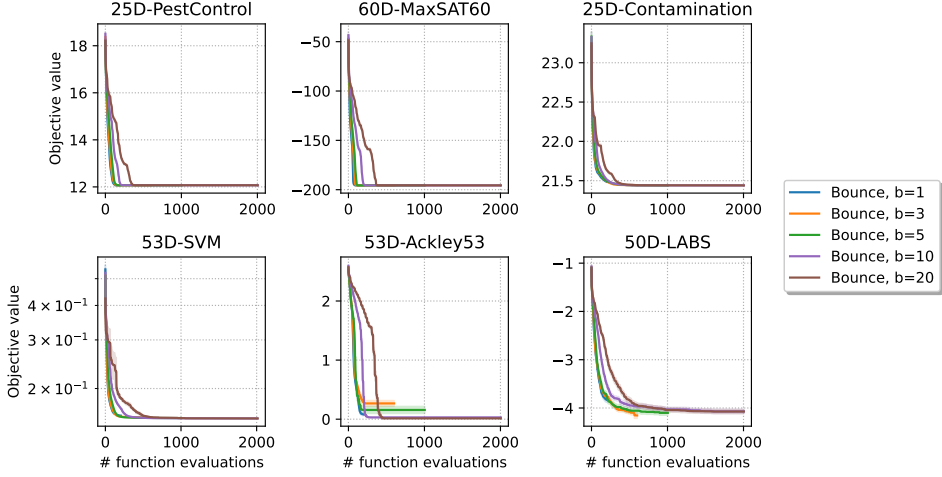 25D-PestControl
60D-MaxSAT60
25D-Contamination
Objective value
18
16
14
12
0
1000
2000
−50
−100
−150
−200
0
1000
2000
23.0
22.5
22.0
21.5
0
1000
2000
53D-SVM
53D-Ackley53
50D-LABS
Objective value
4 × 10⁻¹
3 × 10⁻¹
2 × 10⁻¹
0
1000
2000
# function evaluations
2
1
0
0
1000
2000
# function evaluations
−1
−2
−3
−4
0
1000
2000
# function evaluations
Bounce, b=1
Bounce, b=3
Bounce, b=5
Bounce, b=10
Bounce, b=20